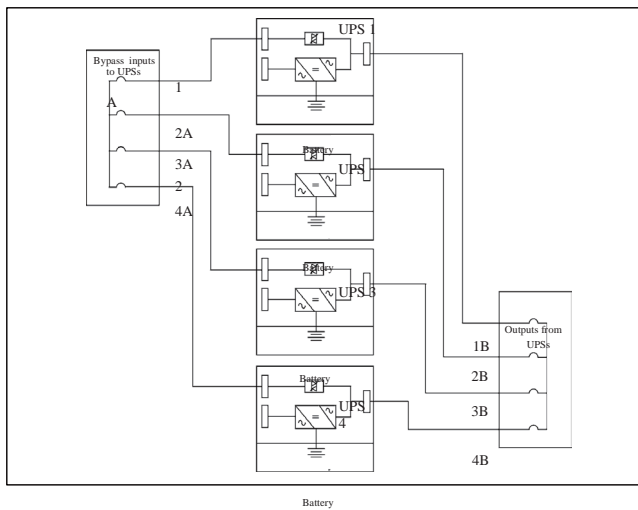 UPS 1
Bypass inputs
to UPSs
1
A
2A
Battery
UPS
3A
2
4A
Battery
UPS 3
Outputs from
UPSs
1B
Battery
2B
UPS
3B
4
4B
Battery